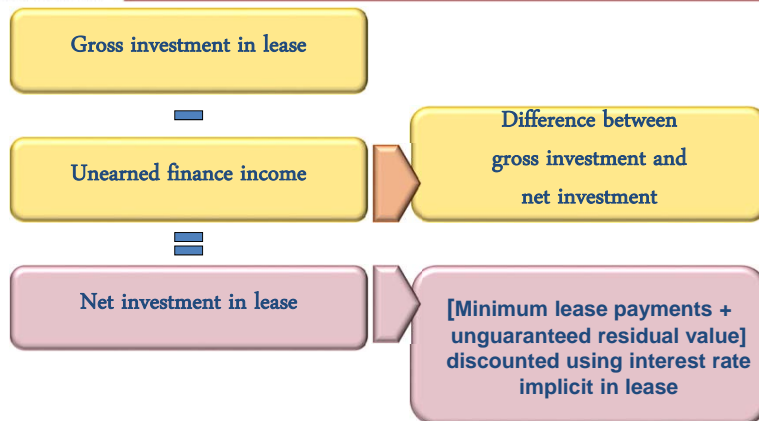 Gross investment in lease
Unearned finance income
Difference between
gross investment and
net investment
Net investment in lease
[Minimum lease payments +
unguaranteed residual value]
discounted using interest rate
implicit in lease